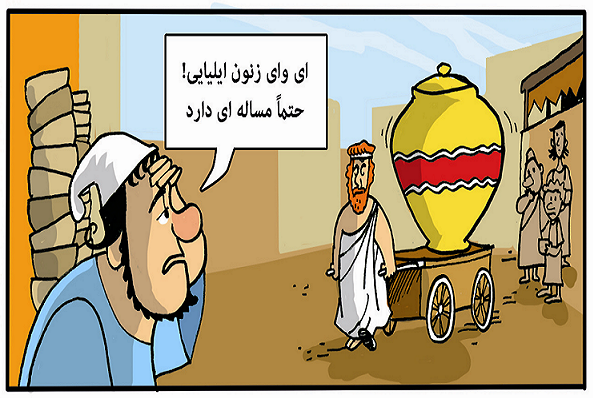 ای وای زنون ایلیایی!
حتماً مساله ای دارد